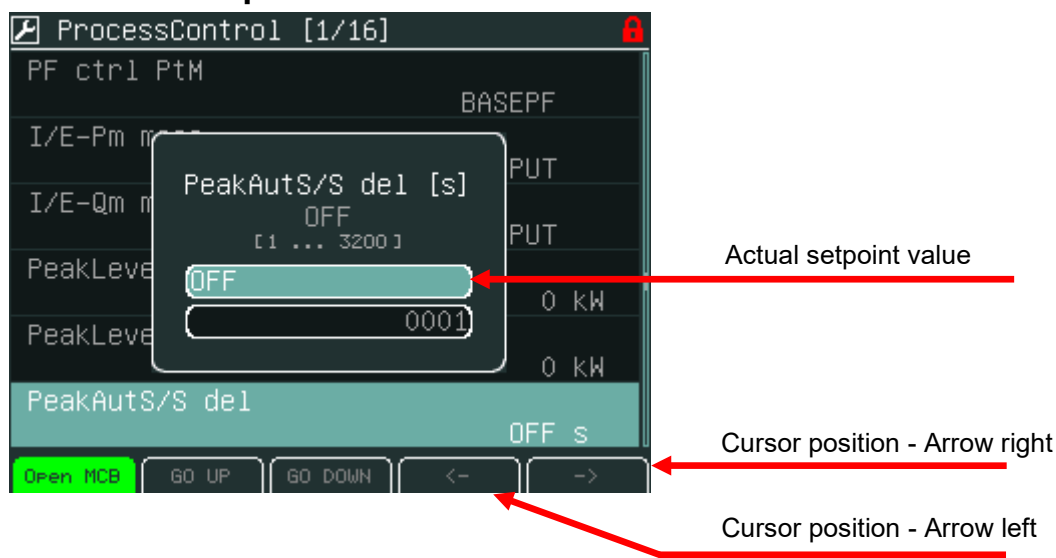 ProcessControl [1/16]
PF ctrl PtM
BASEPF
I/E-Pm
PUT
I/E-Qm
PUT
PeakAutS/S del [s]
OFF
[1 ... 3200]
OFF
0001
PeakLeve
0 kW
PeakLeve
0 kW
PeakAutS/S del
OFF s
Open MCB
GO UP
GO DOWN
<-
->
Actual setpoint value
Cursor position - Arrow right
Cursor position - Arrow left